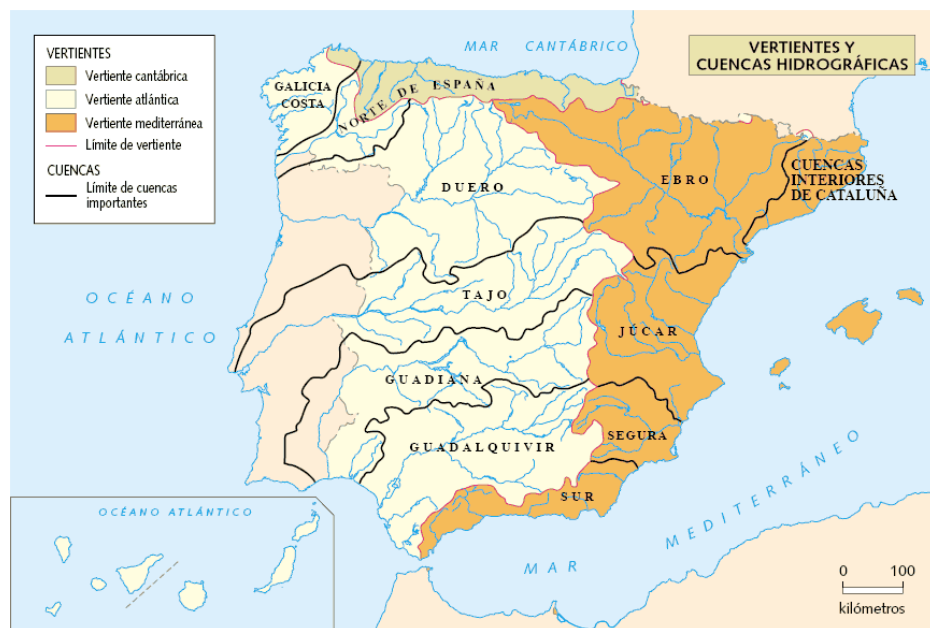 VERTIENTES Y
CUENCAS HIDROGRÁFICAS
VERTIENTES
Vertiente cantábrica
Vertiente atlántica
Vertiente mediterránea
Límite de vertiente
CUENCAS
Límite de cuencas
importantes
MAR CANTÁBRICO
GALICIA
COSTA
NORTE DE ESPAÑA
DUERO
EBRO
CUENCAS
INTERIORES
DE CATALUÑA
OCÉANO
ATLÁNTICO
TAJO
JÚCAR
GUADIANA
GUADALQUIVIR
SEGURA
SUR
MAR MEDITERRÁNEO
OCÉANO ATLÁNTICO
0 100
kilómetros